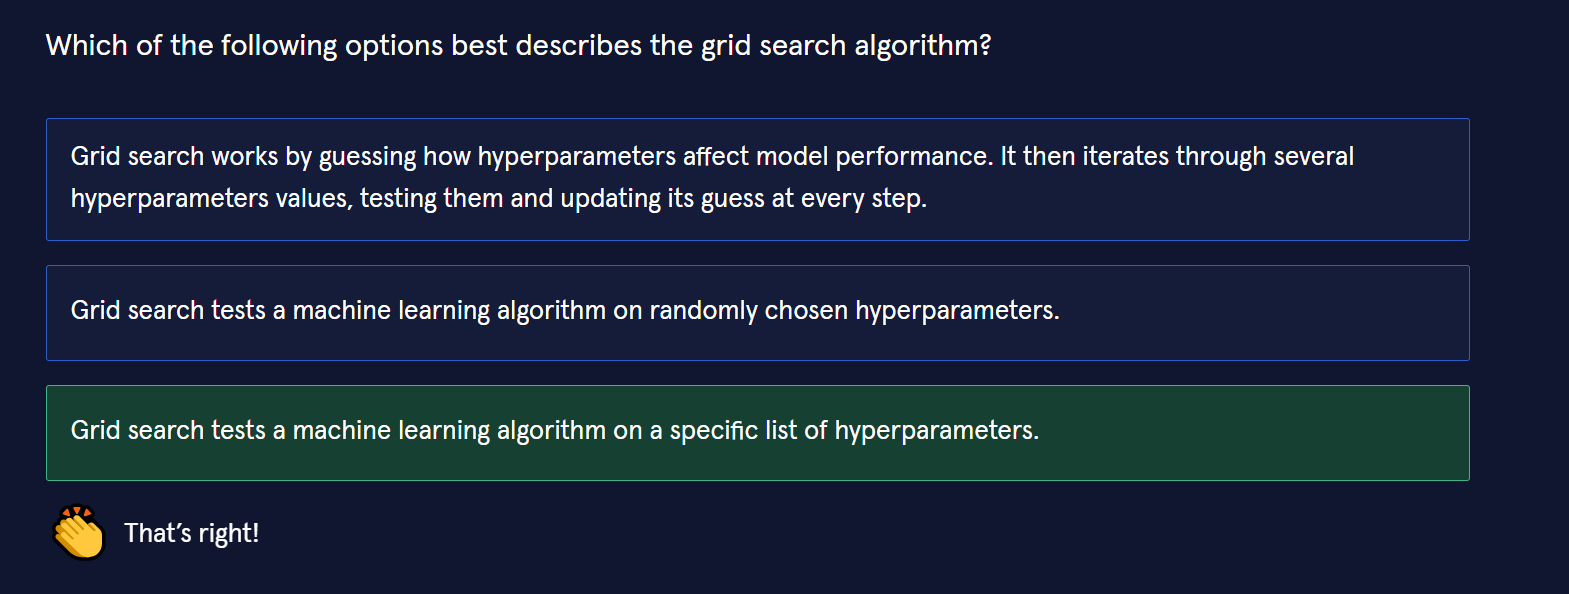 Which of the following options best describes the grid search algorithm?
Grid search works by guessing how hyperparameters affect model performance. It then iterates through several
hyperparameters values, testing them and updating its guess at every step.
Grid search tests a machine learning algorithm on randomly chosen hyperparameters.
Grid search tests a machine learning algorithm on a specific list of hyperparameters.
That’s right!